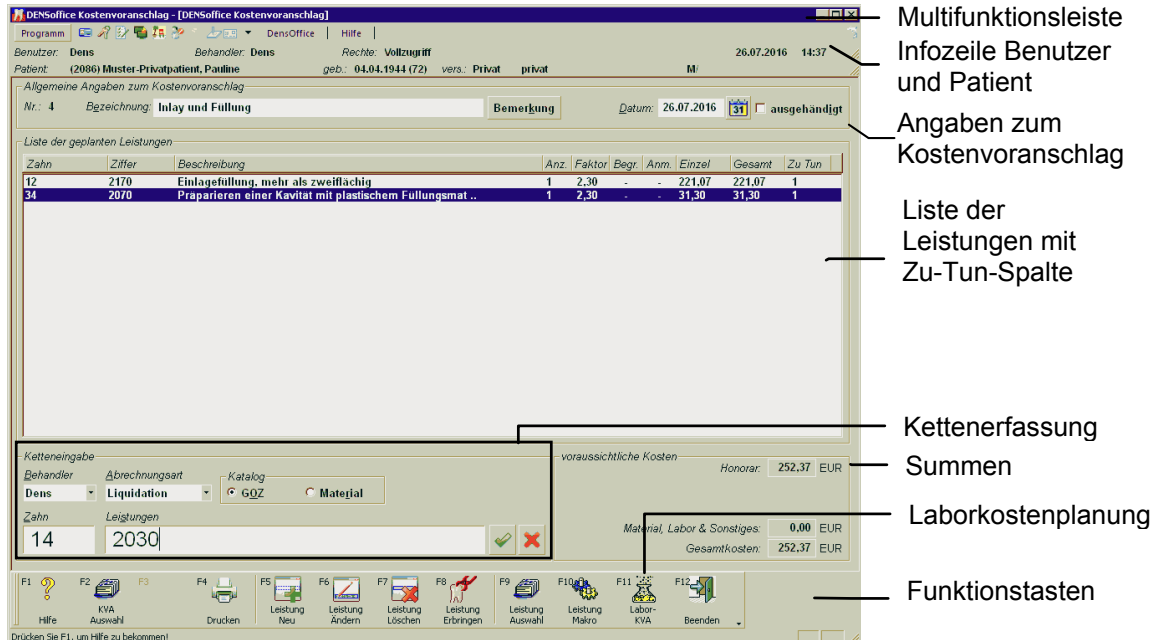 DENSoffice Kostenvoranschlag - [DENSoffice Kostenvoranschlag]
Programm DensOffice Hilfe
Benutzer: Dens Behandler: Dens Rechte: Vollzugriff 26.07.2016 14:37
Patient: (2086) Muster-Privatpatient, Pauline geb.: 04.04.1944 (72) vers.: Privat privat M/
Allgemeine Angaben zum Kostenvoranschlag
Nr.: 4 Bezeichnung: Inlay und Füllung Bemerkung Datum: 26.07.2016 31 ausgehändigt
Liste der geplanten Leistungen
Zahn Ziffer Beschreibung Anz. Faktor Begr. Anm. Einzel Gesamt Zu Tun
12 2170 Einlagefüllung, mehr als zweiflächig 1 2,30 - - 221,07 221,07 1
34 2070 Präparieren einer Kavität mit plastischem Füllungsmat .. 1 2,30 - - 31,30 31,30 1
Ketteneingabe
Behandler Abrechnungsart Katalog
Dens Liquidation GOZ Material
Zahn Leistungen
14 2030
voraussichtliche Kosten
Honorar: 252,37 EUR
Material, Labor & Sonstiges: 0,00 EUR
Gesamtkosten: 252,37 EUR
F1 F2 F3 F4 F5 F6 F7 F8 F9 F10 F11 F12
Hilfe
KVA
Auswahl
Drucken
Leistung
Neu
Leistung
Ändern
Leistung
Löschen
Leistung
Erbringen
Leistung
Auswahl
Leistung
Makro
Labor-
KVA
Beenden
Drücken Sie F1, um Hilfe zu bekommen!
Multifunktionsleiste
Infozeile Benutzer
und Patient
Angaben zum
Kostenvoranschlag
Liste der
Leistungen mit
Zu-Tun-Spalte
Kettenerfassung
Summen
Laborkostenplanung
Funktionstasten